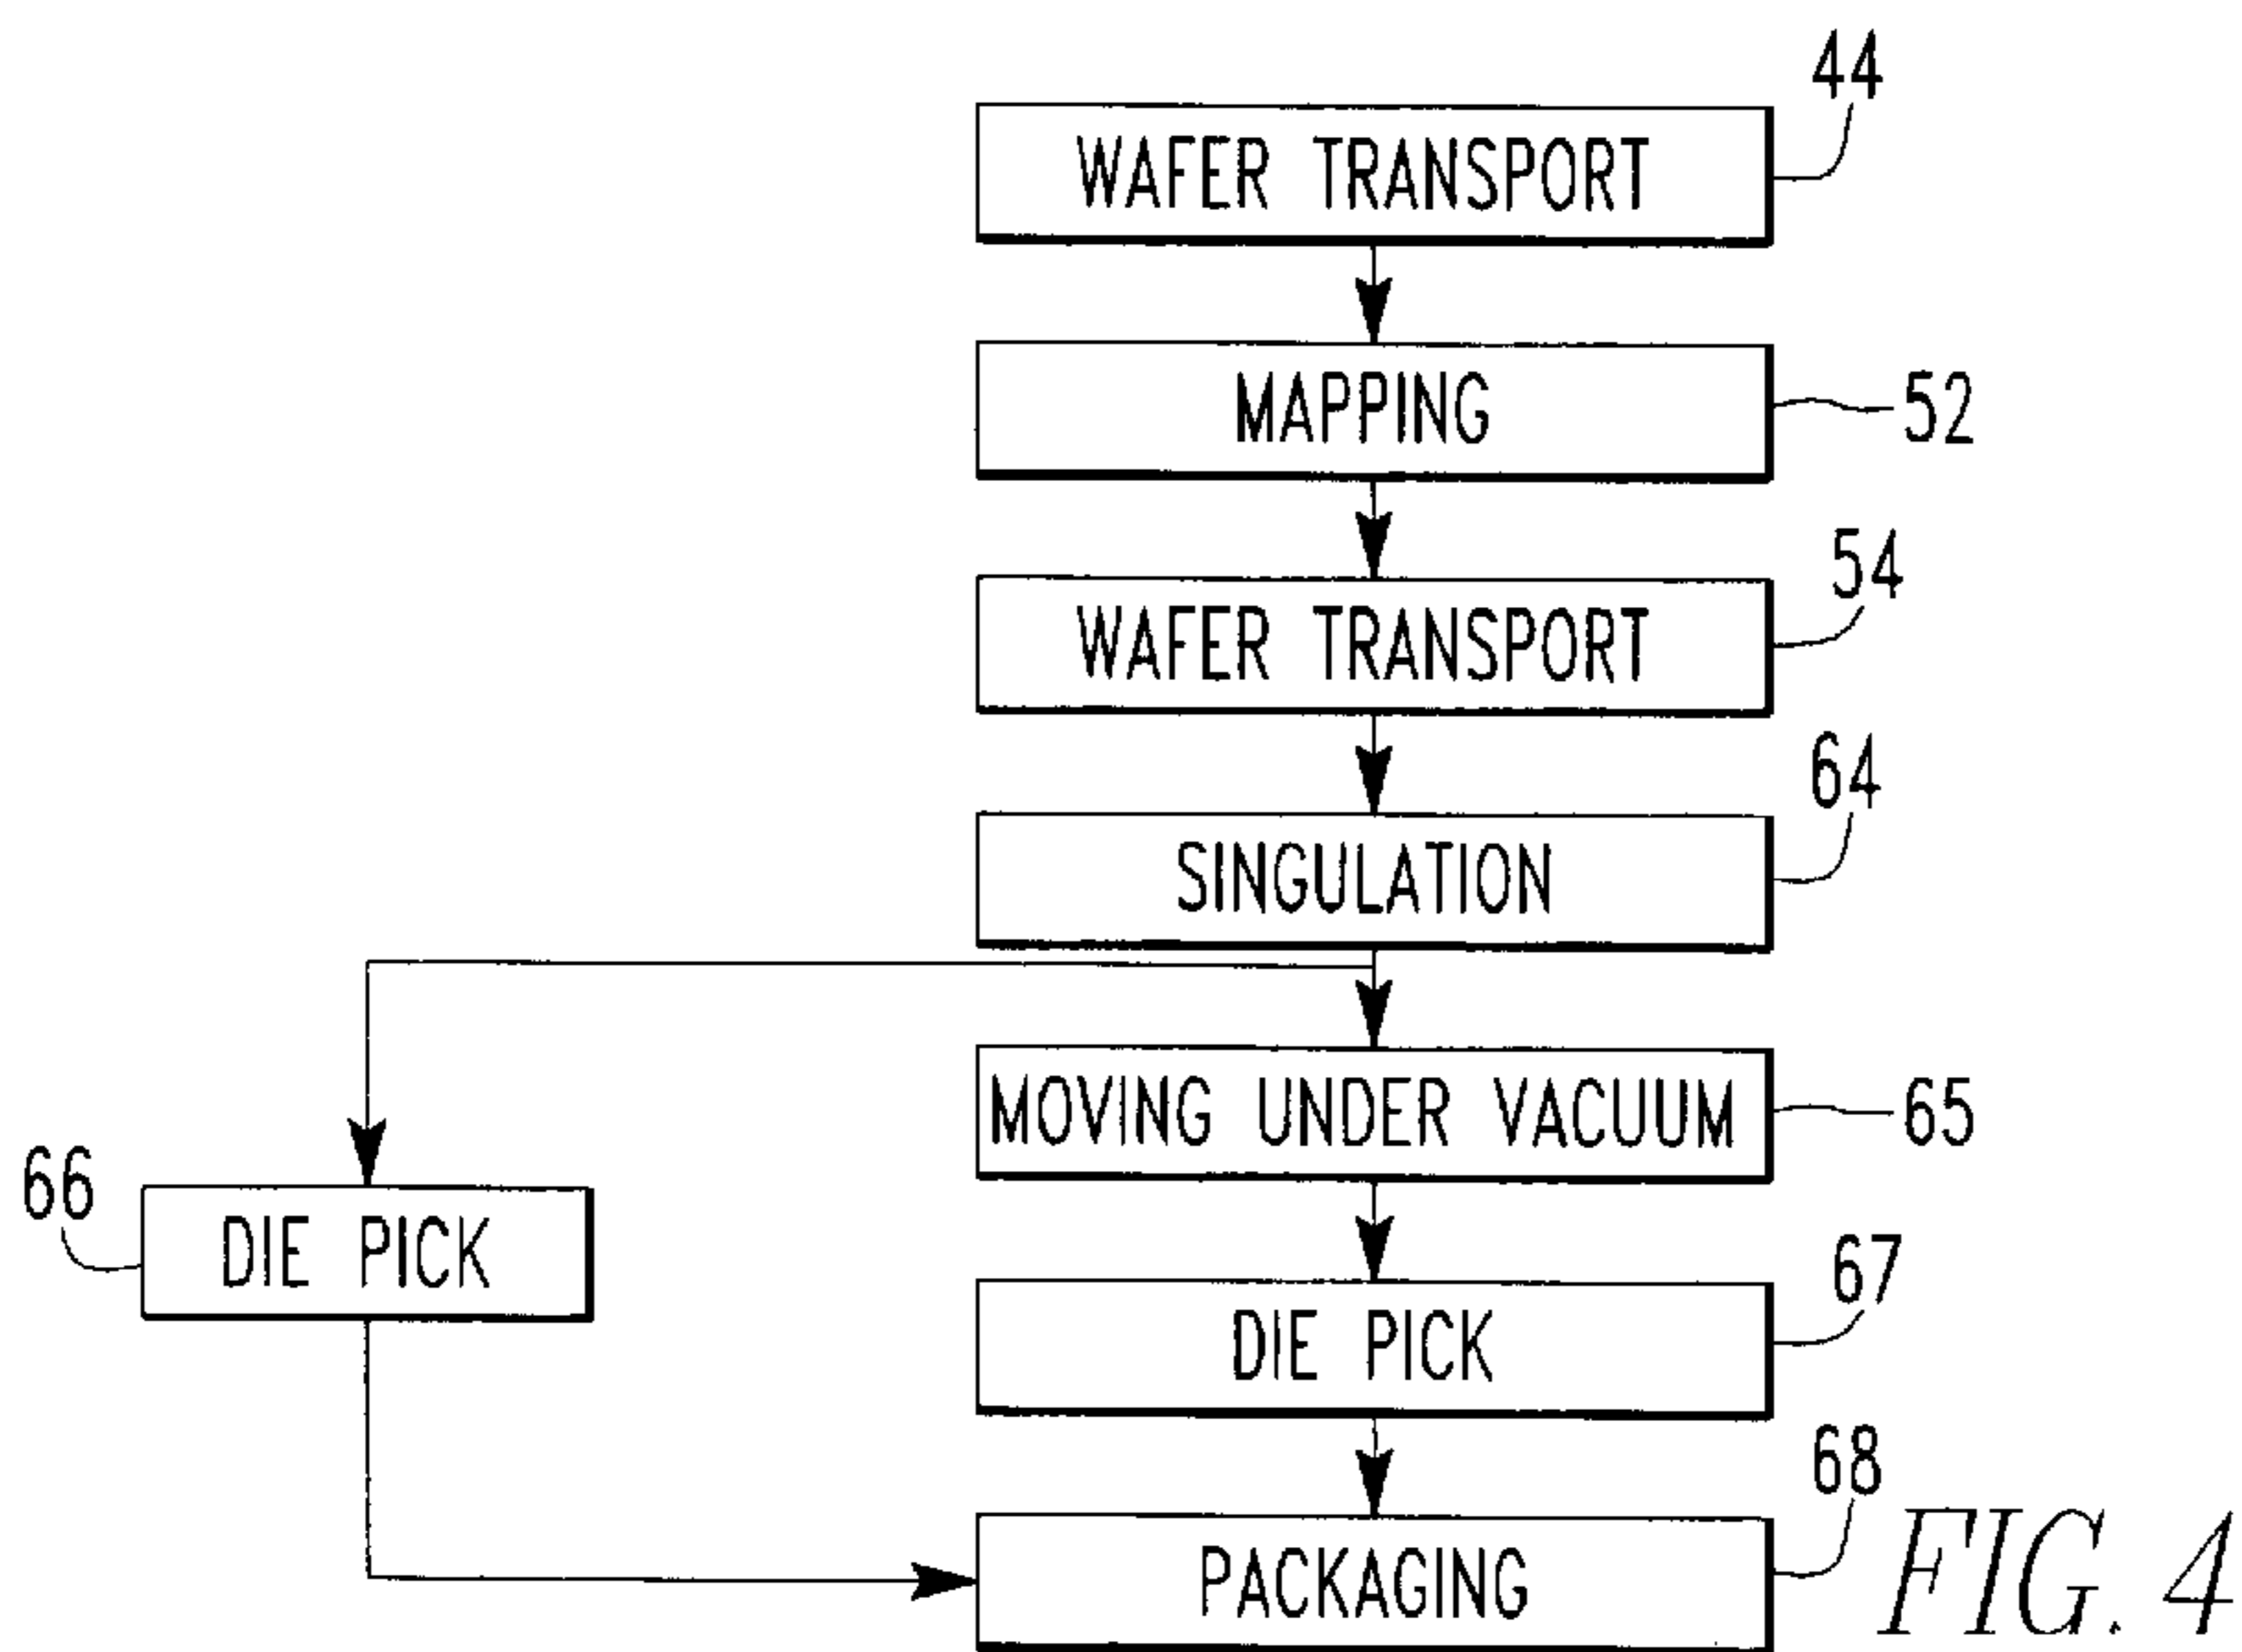 44
WAFER TRANSPORT
MAPPING
52
54
WAFER TRANSPORT
64
SINGULATION
MOVING UNDER VACUUM
65
66
DIE PICK
67
DIE PICK
68
PACKAGING
FIG. 4